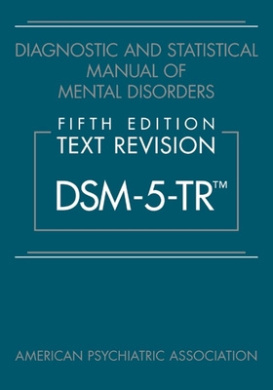 DIAGNOSTIC AND STATISTICAL
MANUAL OF
MENTAL DISORDERS
FIFTH EDITION
TEXT REVISION
DSM-5-TR™
AMERICAN PSYCHIATRIC ASSOCIATION